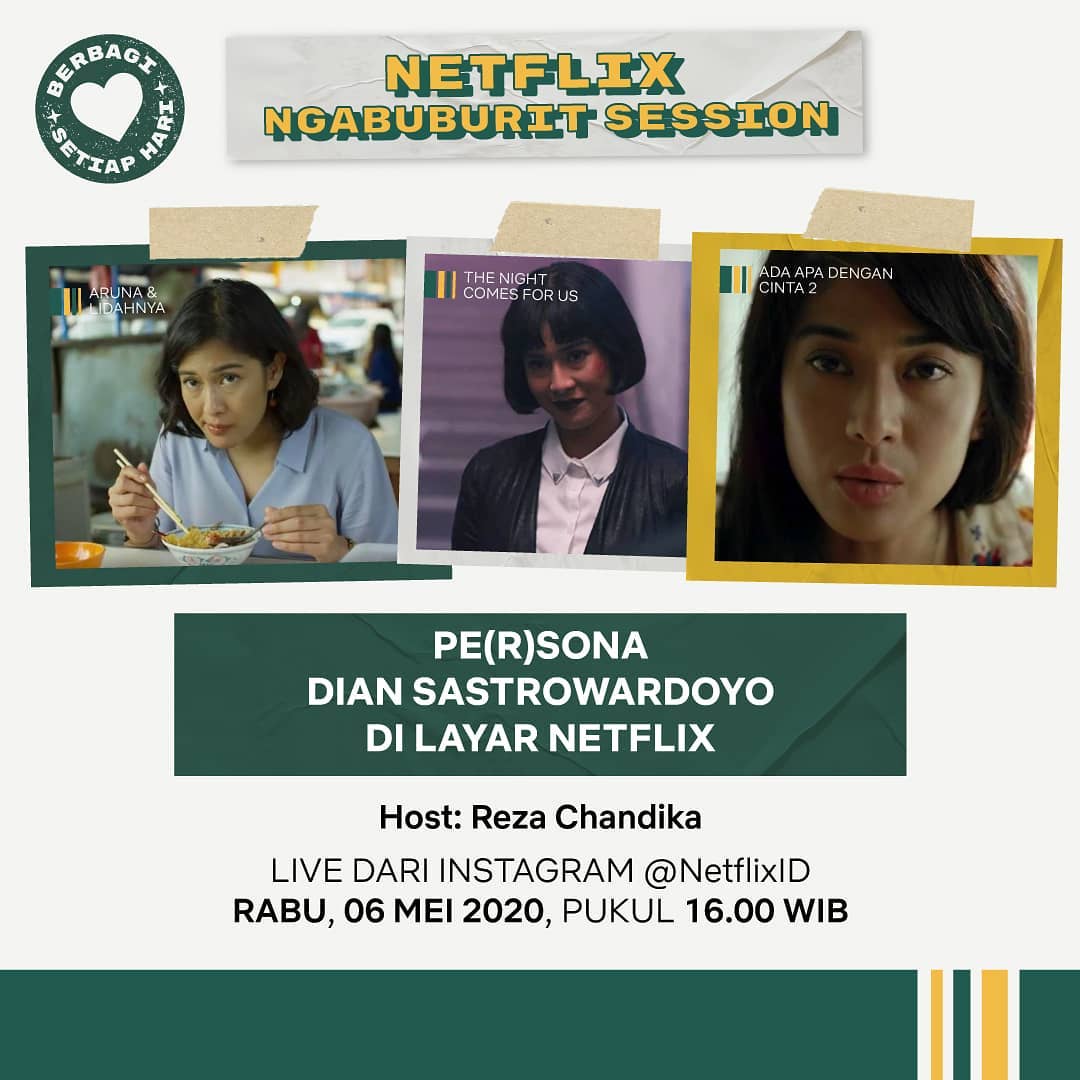 BERBAGI
SETIAP HARI
NETFLIX
NGABUBURIT SESSION
ARUNA &
LIDAHNYA
THE NIGHT
COMES FOR US
ADA APA DENGAN
CINTA 2
PE(R)SONA
DIAN SASTROWARDOYO
DI LAYAR NETFLIX
Host: Reza Chandika
LIVE DARI INSTAGRAM @NetflixID
RABU, 06 MEI 2020, PUKUL 16.00 WIB